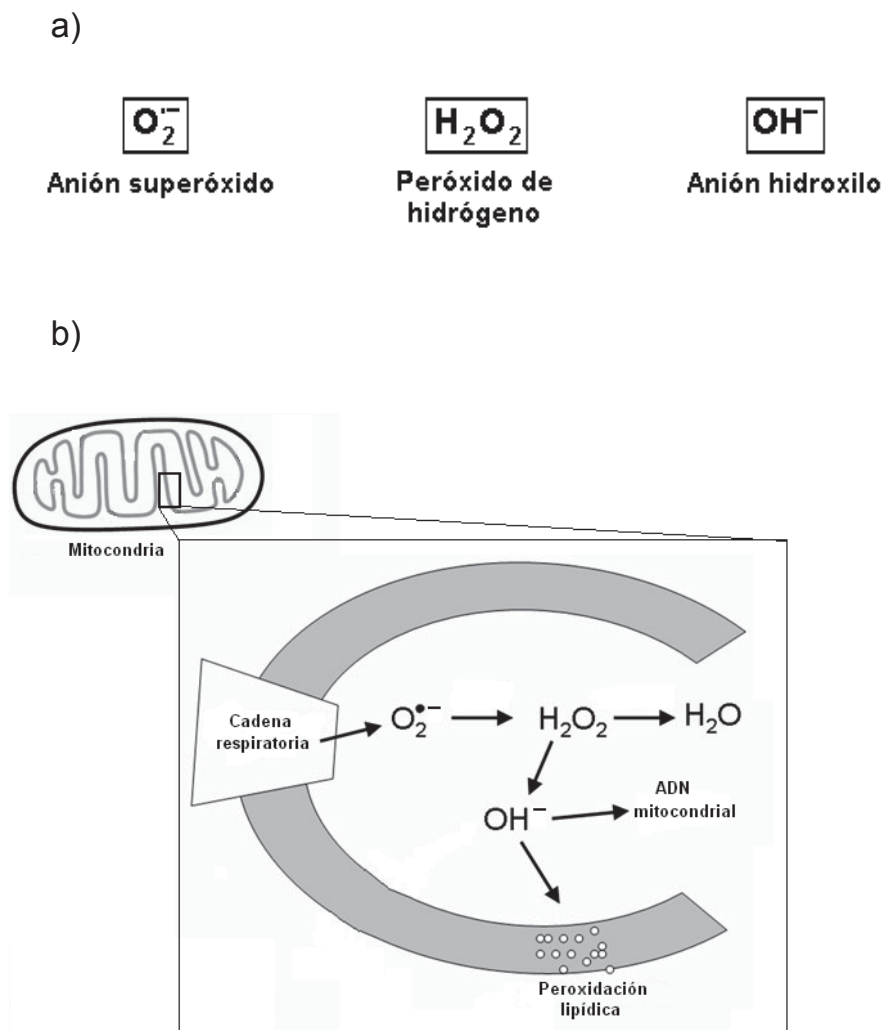 a)
O₂˙⁻ H₂O₂ OH⁻
Anión superóxido Peróxido de hidrógeno Anión hidroxilo
b)
Mitocondria
Cadena
respiratoria
O₂•⁻ H₂O₂ H₂O
OH⁻
ADN
mitocondrial
Peroxidación
lipídica